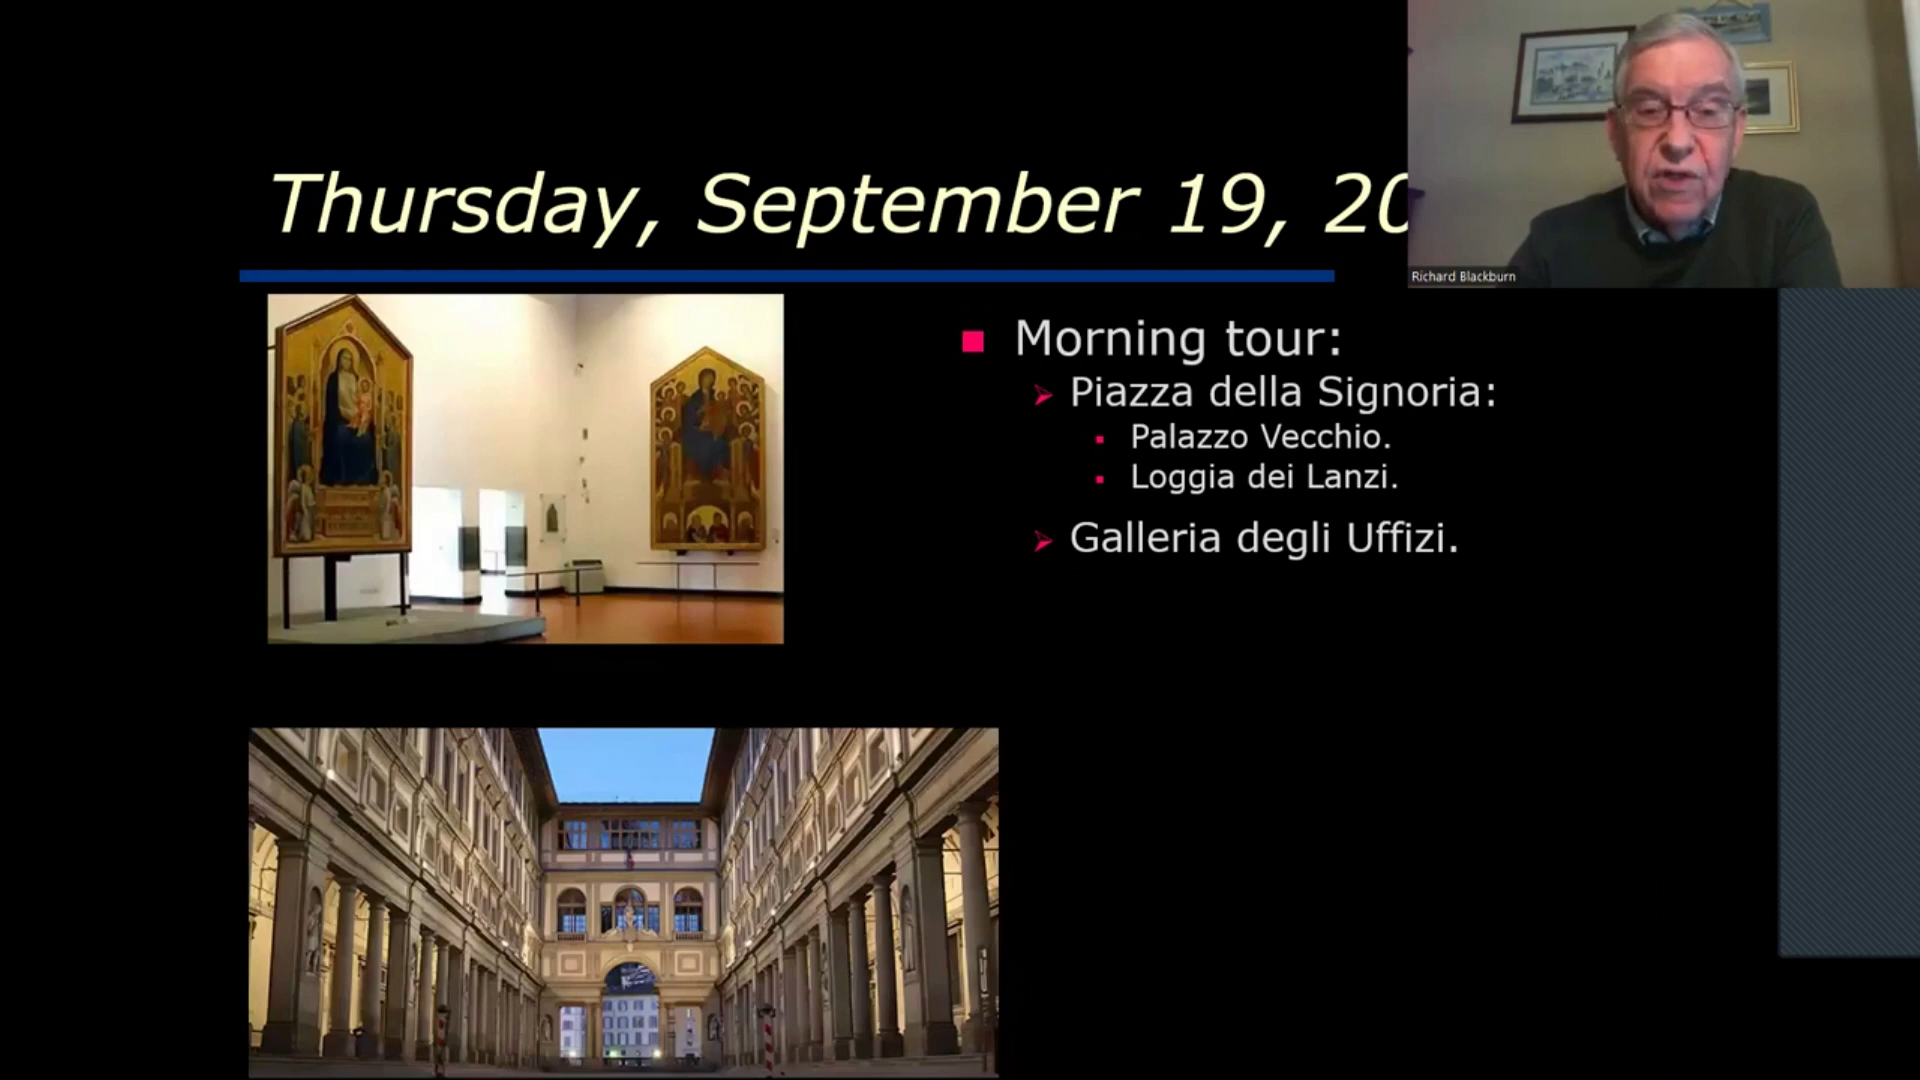 Thursday, September 19, 20
Richard Blackburn
Morning tour:
Piazza della Signoria:
Palazzo Vecchio.
Loggia dei Lanzi.
Galleria degli Uffizi.